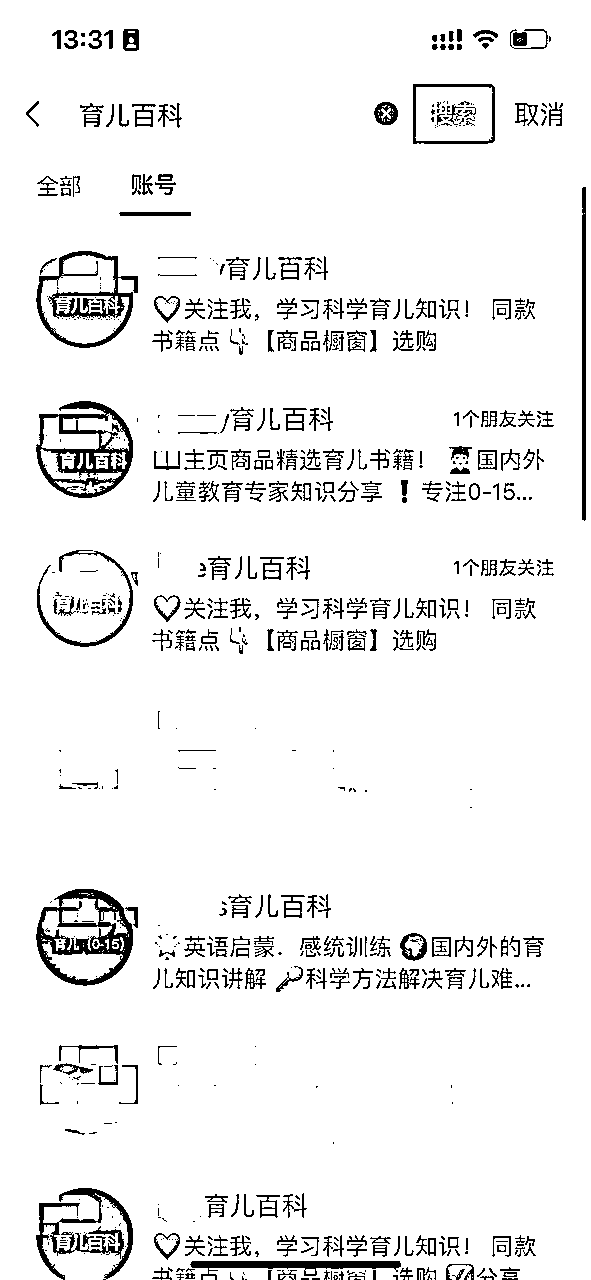 13:31
育儿百科
搜索
取消
全部
账号
育儿百科
y育儿百科
♡关注我，学习科学育儿知识！ 同款
书籍点👇【商品橱窗】选购
育儿百科
y育儿百科
1个朋友关注
主页商品精选育儿书籍！ 国内外
儿童教育专家知识分享❗专注0-15...
育儿百科
e育儿百科
1个朋友关注
♡关注我，学习科学育儿知识！ 同款
书籍点👇【商品橱窗】选购
育儿 (0-15)
s育儿百科
英语启蒙．感统训练 🌍国内外的育
儿知识讲解 🔑科学方法解决育儿难...
育儿百科
育儿百科
♡关注我，学习科学育儿知识！ 同款
书籍点👇【商品橱窗】选购 分享